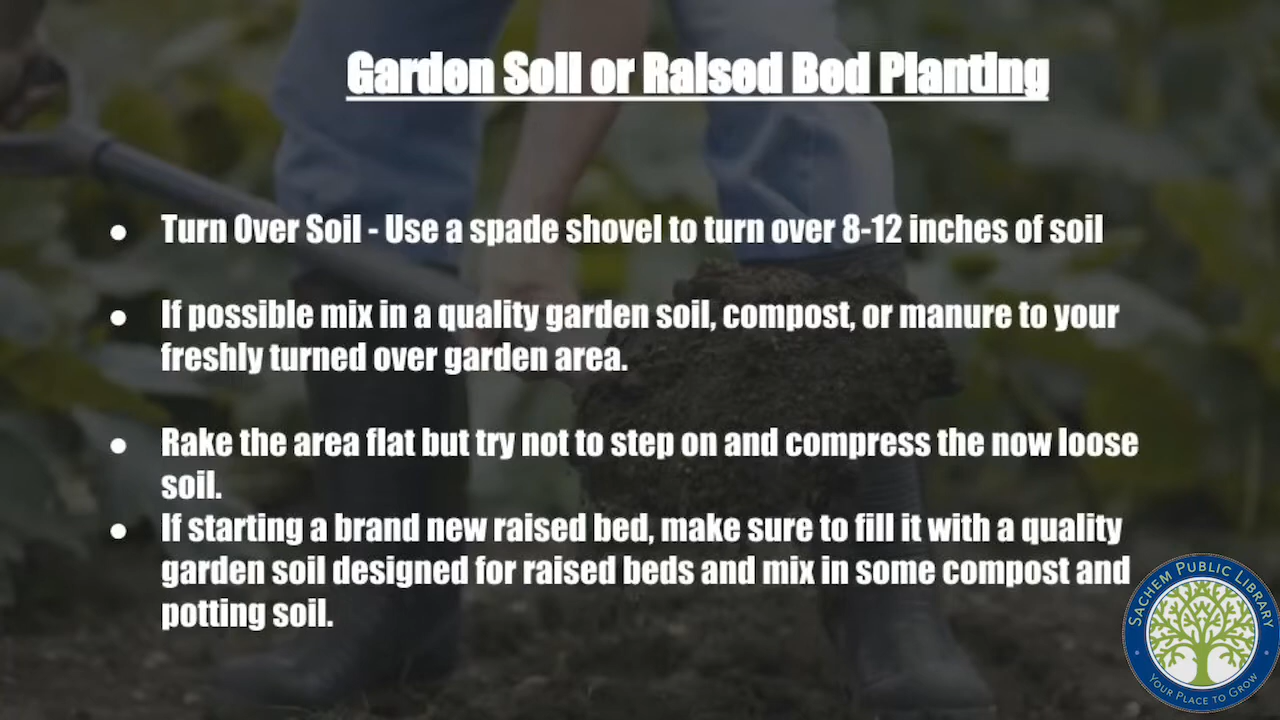 Garden Soil or Raised Bed Planting
● Turn Over Soil - Use a spade shovel to turn over 8-12 inches of soil
● If possible mix in a quality garden soil, compost, or manure to your
freshly turned over garden area.
● Rake the area flat but try not to step on and compress the now loose
soil.
● If starting a brand new raised bed, make sure to fill it with a quality
garden soil designed for raised beds and mix in some compost and
potting soil.
SACHEM PUBLIC LIBRARY
YOUR PLACE TO GROW